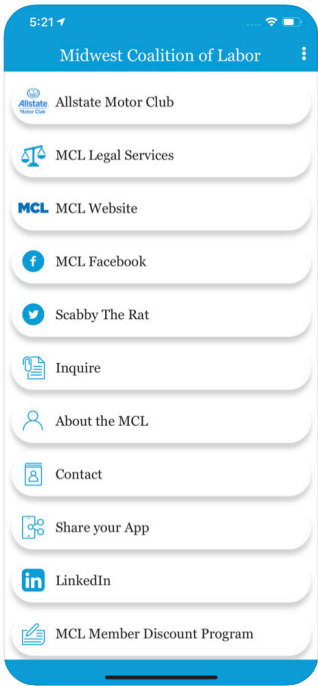 5:21
Midwest Coalition of Labor
Allstate
Motor Club
Allstate Motor Club
MCL Legal Services
MCL
MCL Website
f
MCL Facebook
Scabby The Rat
Inquire
About the MCL
Contact
Share your App
in
LinkedIn
MCL Member Discount Program